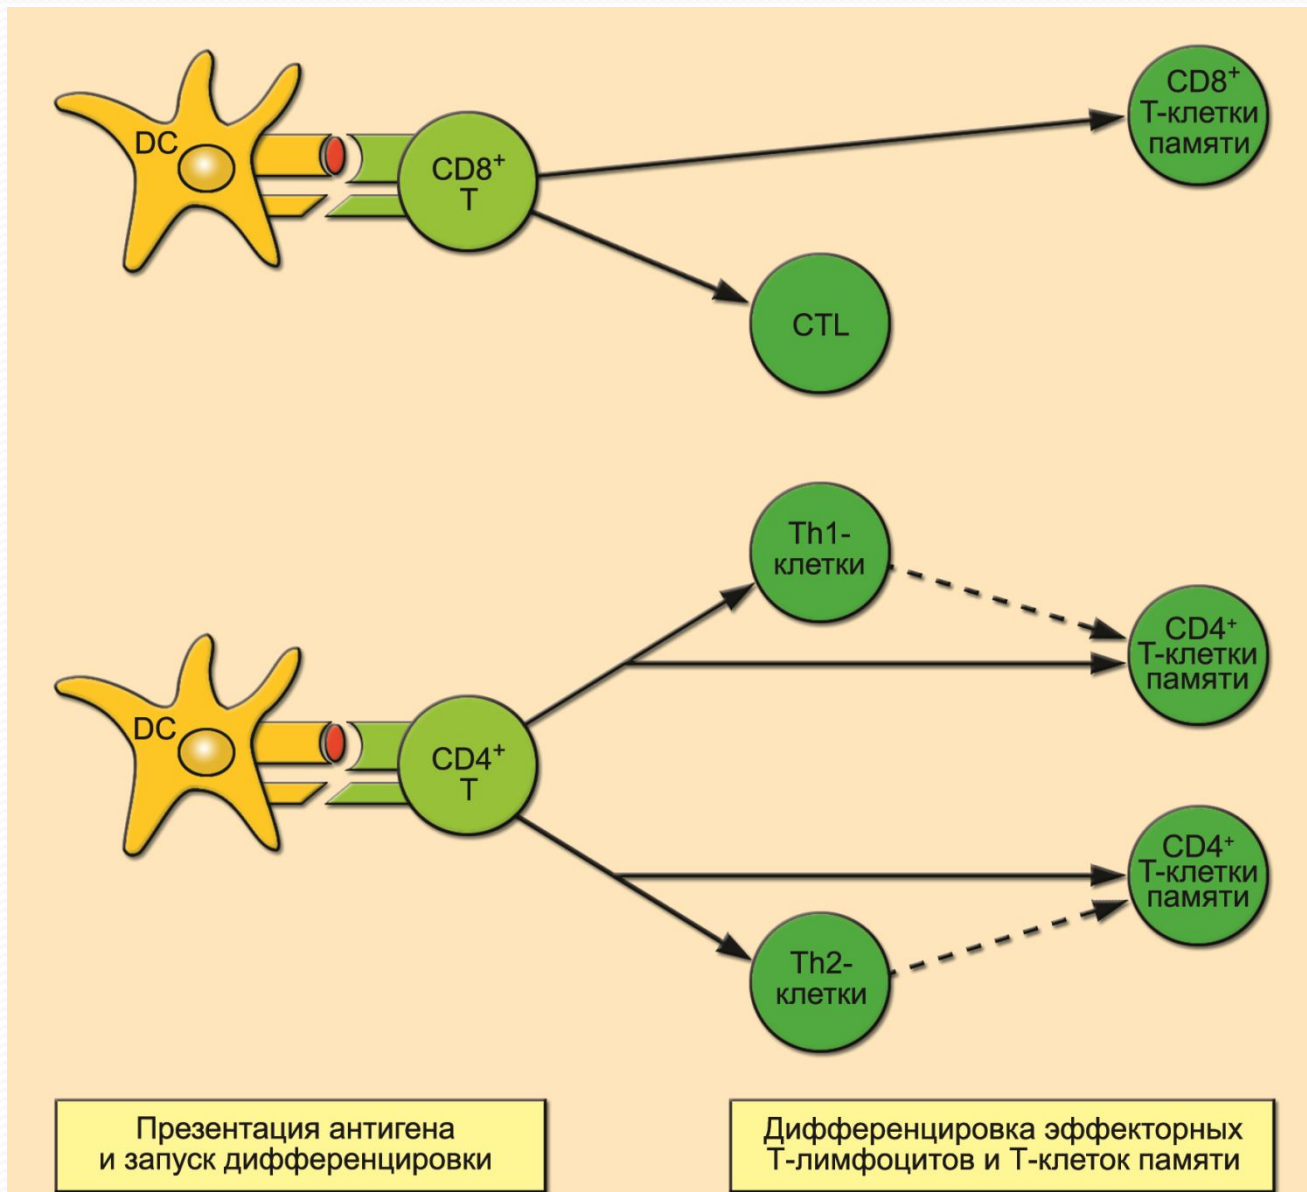 DC
CD8⁺
T
CD8⁺
Т-клетки
памяти
CTL
Th1-
клетки
DC
CD4⁺
T
CD4⁺
Т-клетки
памяти
CD4⁺
Т-клетки
памяти
Th2-
клетки
Презентация антигена
и запуск дифференцировки
Дифференцировка эффекторных
Т-лимфоцитов и Т-клеток памяти